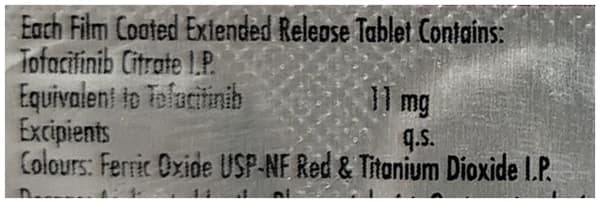 Each Film Coated Extended Release Tablet Contains:
Tofacitinib Citrate I.P.
Equivalent to Tofacitinib 11 mg
Excipients q.s.
Colours: Ferric Oxide USP-NF Red & Titanium Dioxide I.P.